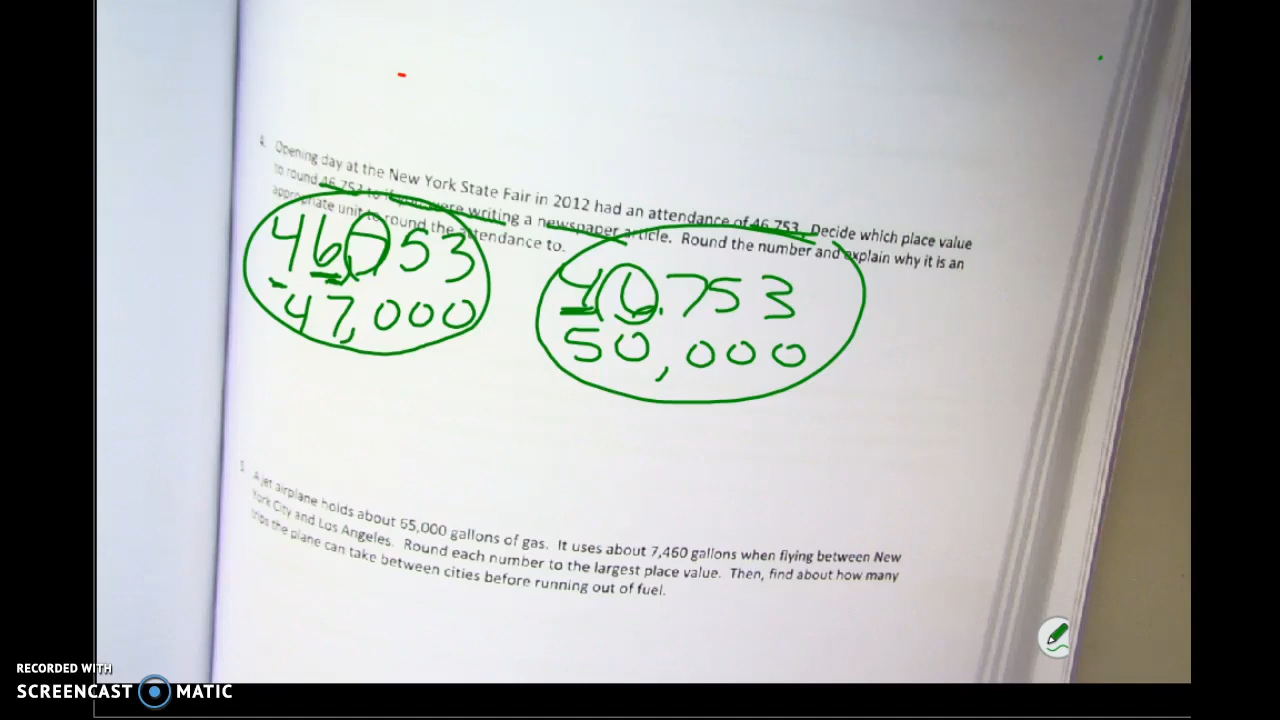 4. Opening day at the New York State Fair in 2012 had an attendance of 46,753. Decide which place value
to round 46,753 to if you were writing a newspaper article. Round the number and explain why it is an
appropriate unit to round the attendance to.
46,753
47,000
46,753
50,000
5. A jet airplane holds about 65,000 gallons of gas. It uses about 7,460 gallons when flying between New
York City and Los Angeles. Round each number to the largest place value. Then, find about how many
trips the plane can take between cities before running out of fuel.
RECORDED WITH
SCREENCAST MATIC